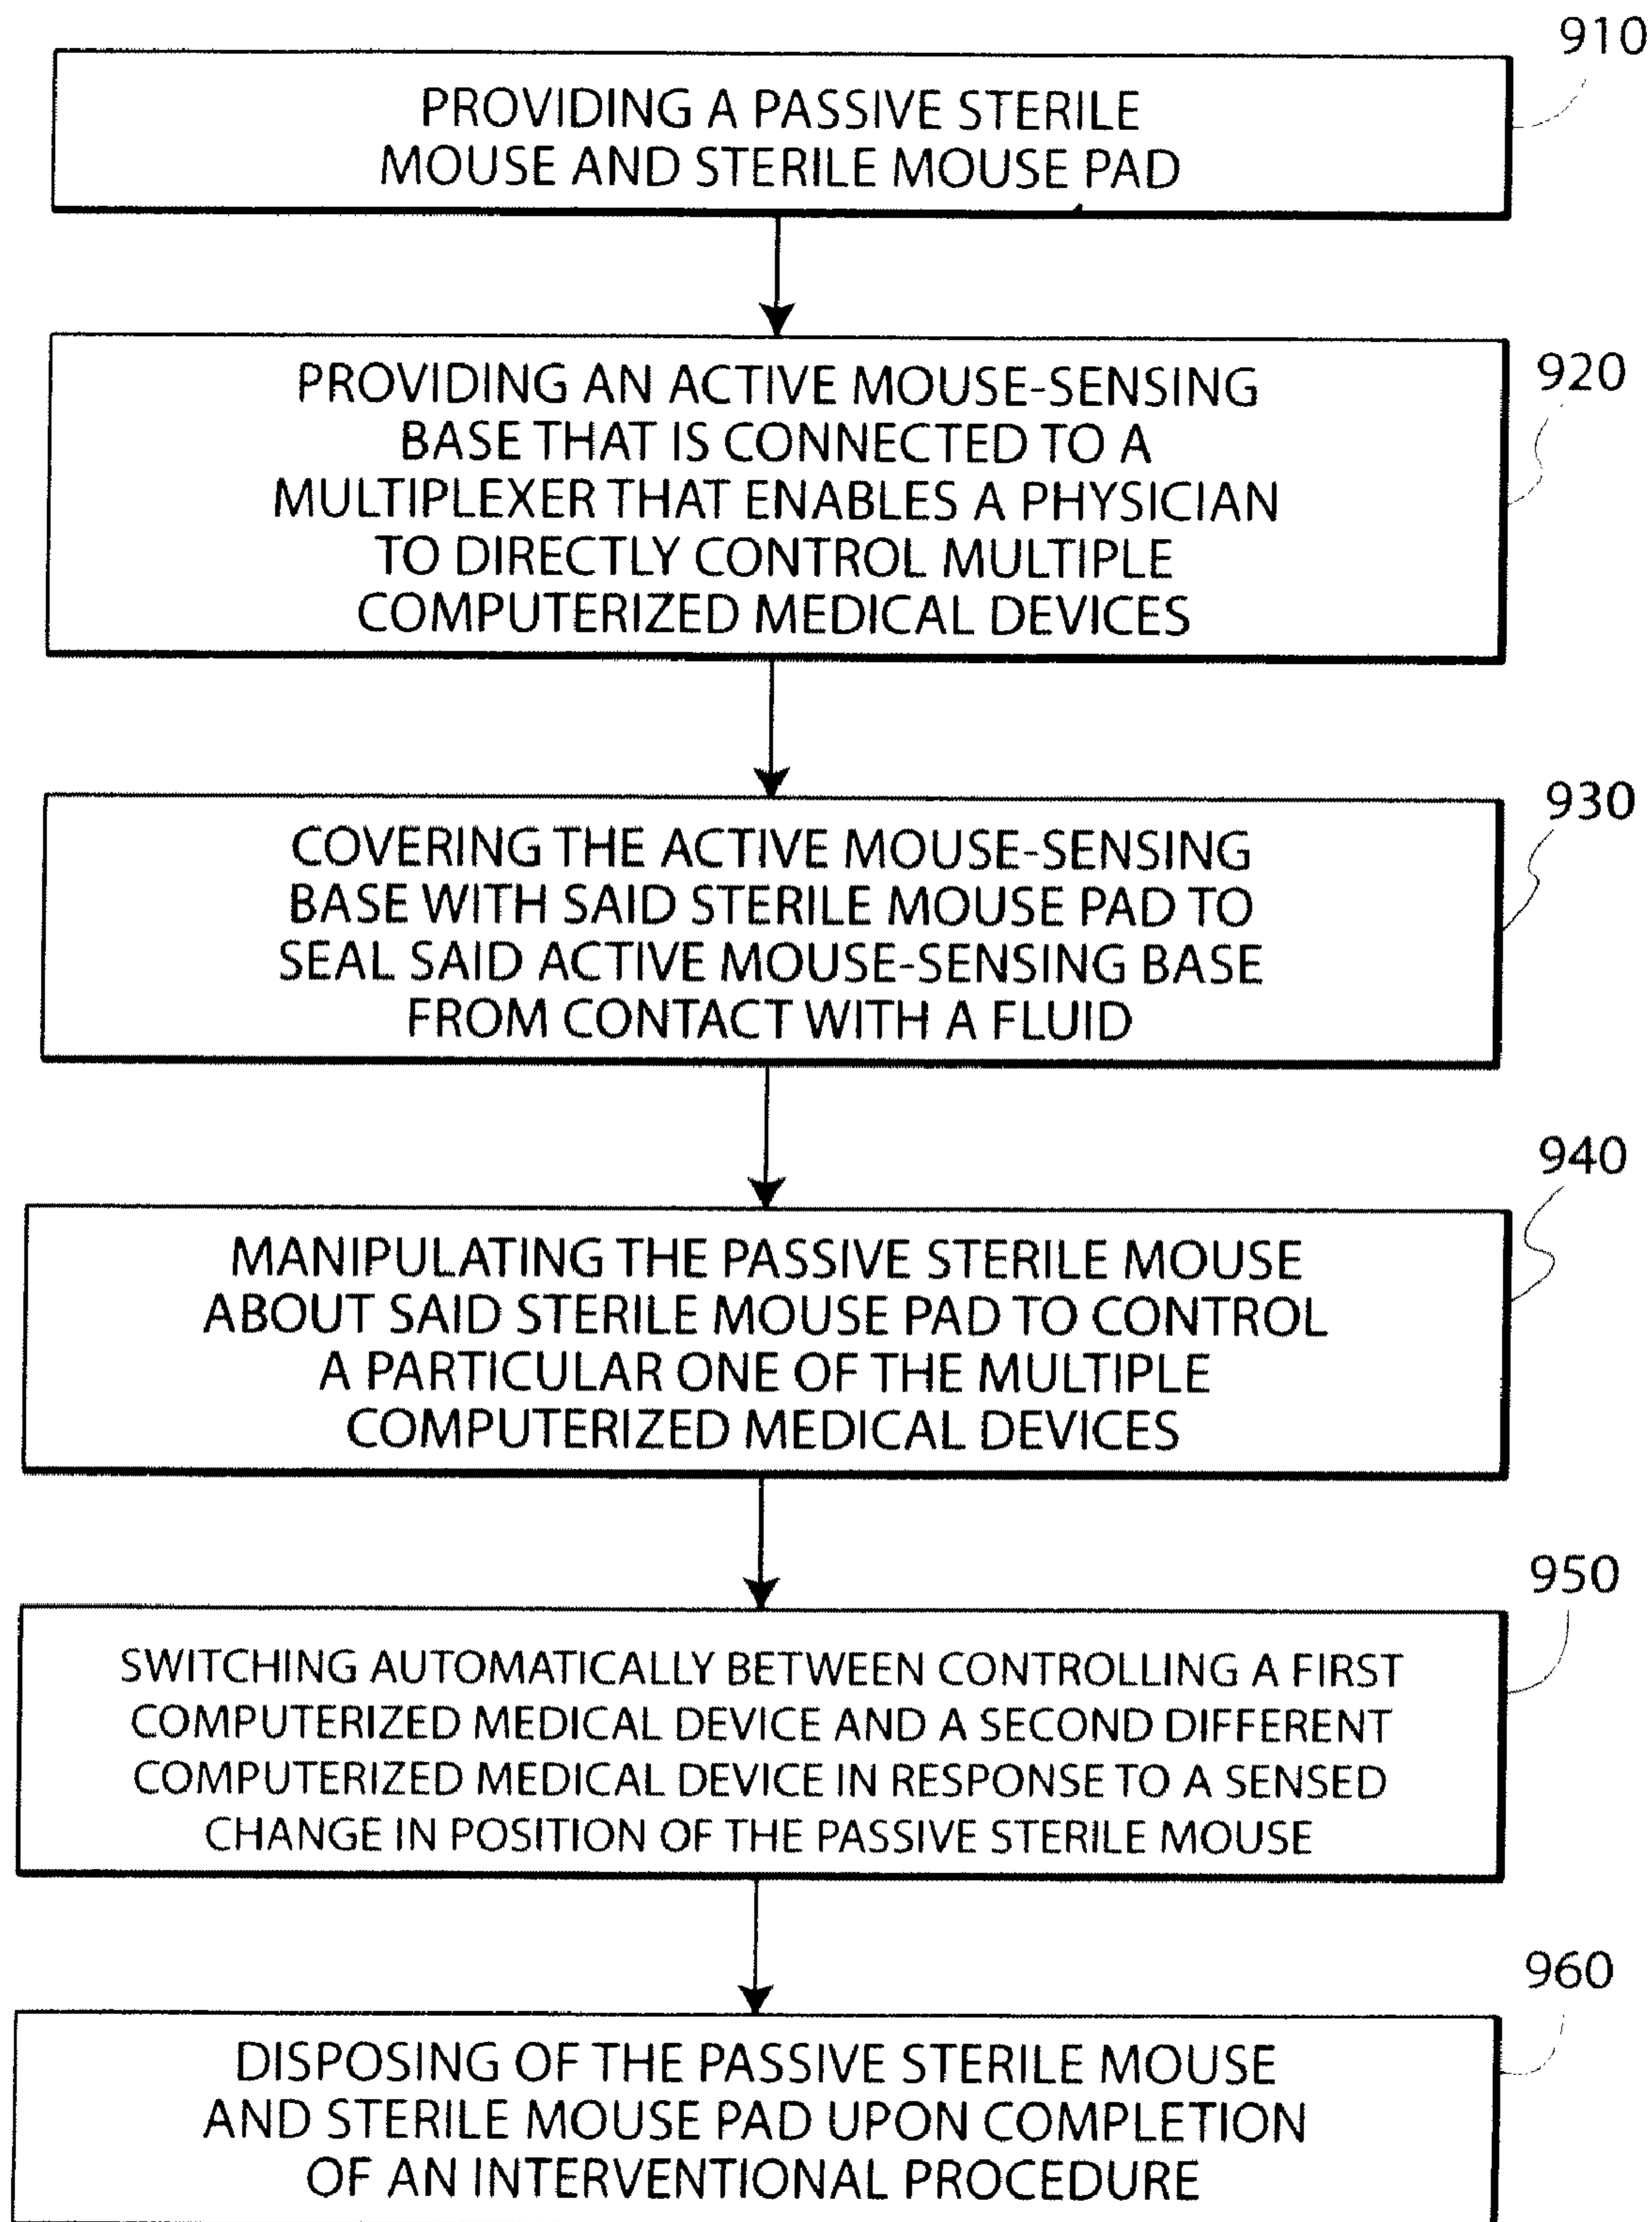 910
PROVIDING A PASSIVE STERILE
MOUSE AND STERILE MOUSE PAD
920
PROVIDING AN ACTIVE MOUSE-SENSING
BASE THAT IS CONNECTED TO A
MULTIPLEXER THAT ENABLES A PHYSICIAN
TO DIRECTLY CONTROL MULTIPLE
COMPUTERIZED MEDICAL DEVICES
930
COVERING THE ACTIVE MOUSE-SENSING
BASE WITH SAID STERILE MOUSE PAD TO
SEAL SAID ACTIVE MOUSE-SENSING BASE
FROM CONTACT WITH A FLUID
940
MANIPULATING THE PASSIVE STERILE MOUSE
ABOUT SAID STERILE MOUSE PAD TO CONTROL
A PARTICULAR ONE OF THE MULTIPLE
COMPUTERIZED MEDICAL DEVICES
950
SWITCHING AUTOMATICALLY BETWEEN CONTROLLING A FIRST
COMPUTERIZED MEDICAL DEVICE AND A SECOND DIFFERENT
COMPUTERIZED MEDICAL DEVICE IN RESPONSE TO A SENSED
CHANGE IN POSITION OF THE PASSIVE STERILE MOUSE
960
DISPOSING OF THE PASSIVE STERILE MOUSE
AND STERILE MOUSE PAD UPON COMPLETION
OF AN INTERVENTIONAL PROCEDURE